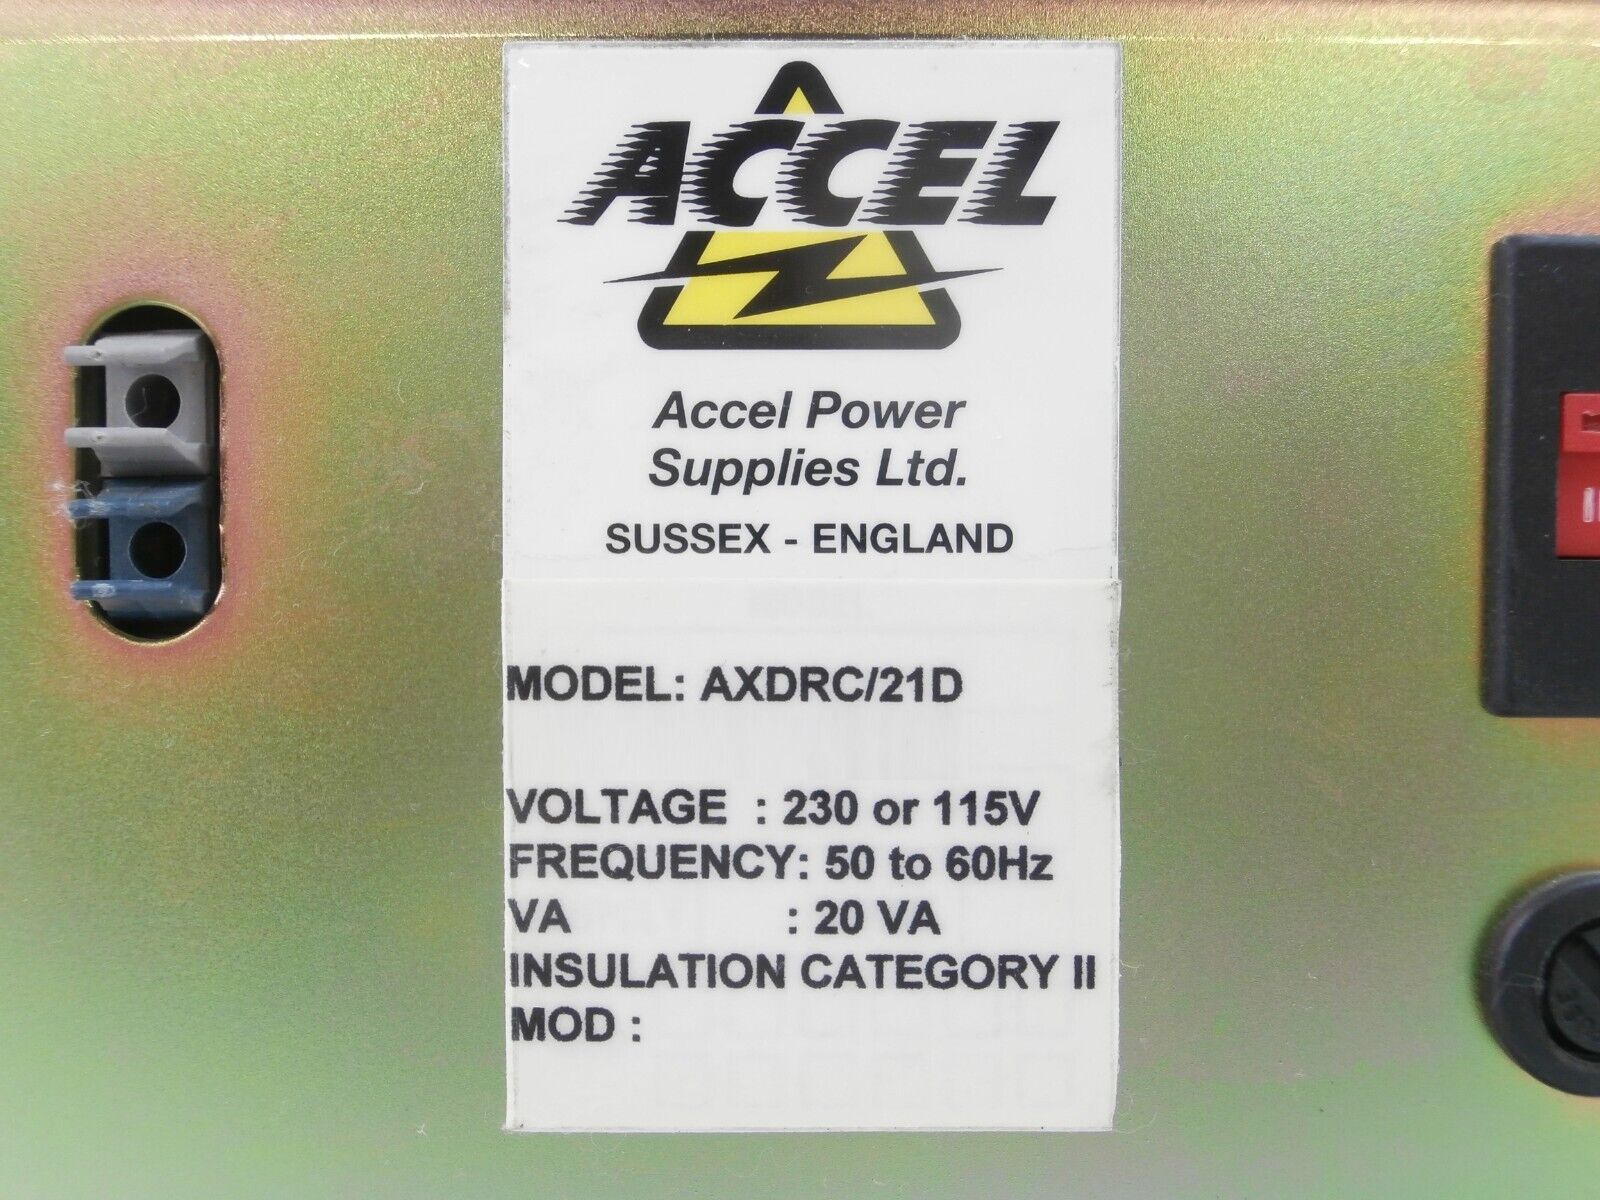 ACCEL
Accel Power
Supplies Ltd.
SUSSEX - ENGLAND
MODEL: AXDRC/21D
VOLTAGE : 230 or 115V
FREQUENCY: 50 to 60Hz
VA : 20 VA
INSULATION CATEGORY II
MOD :